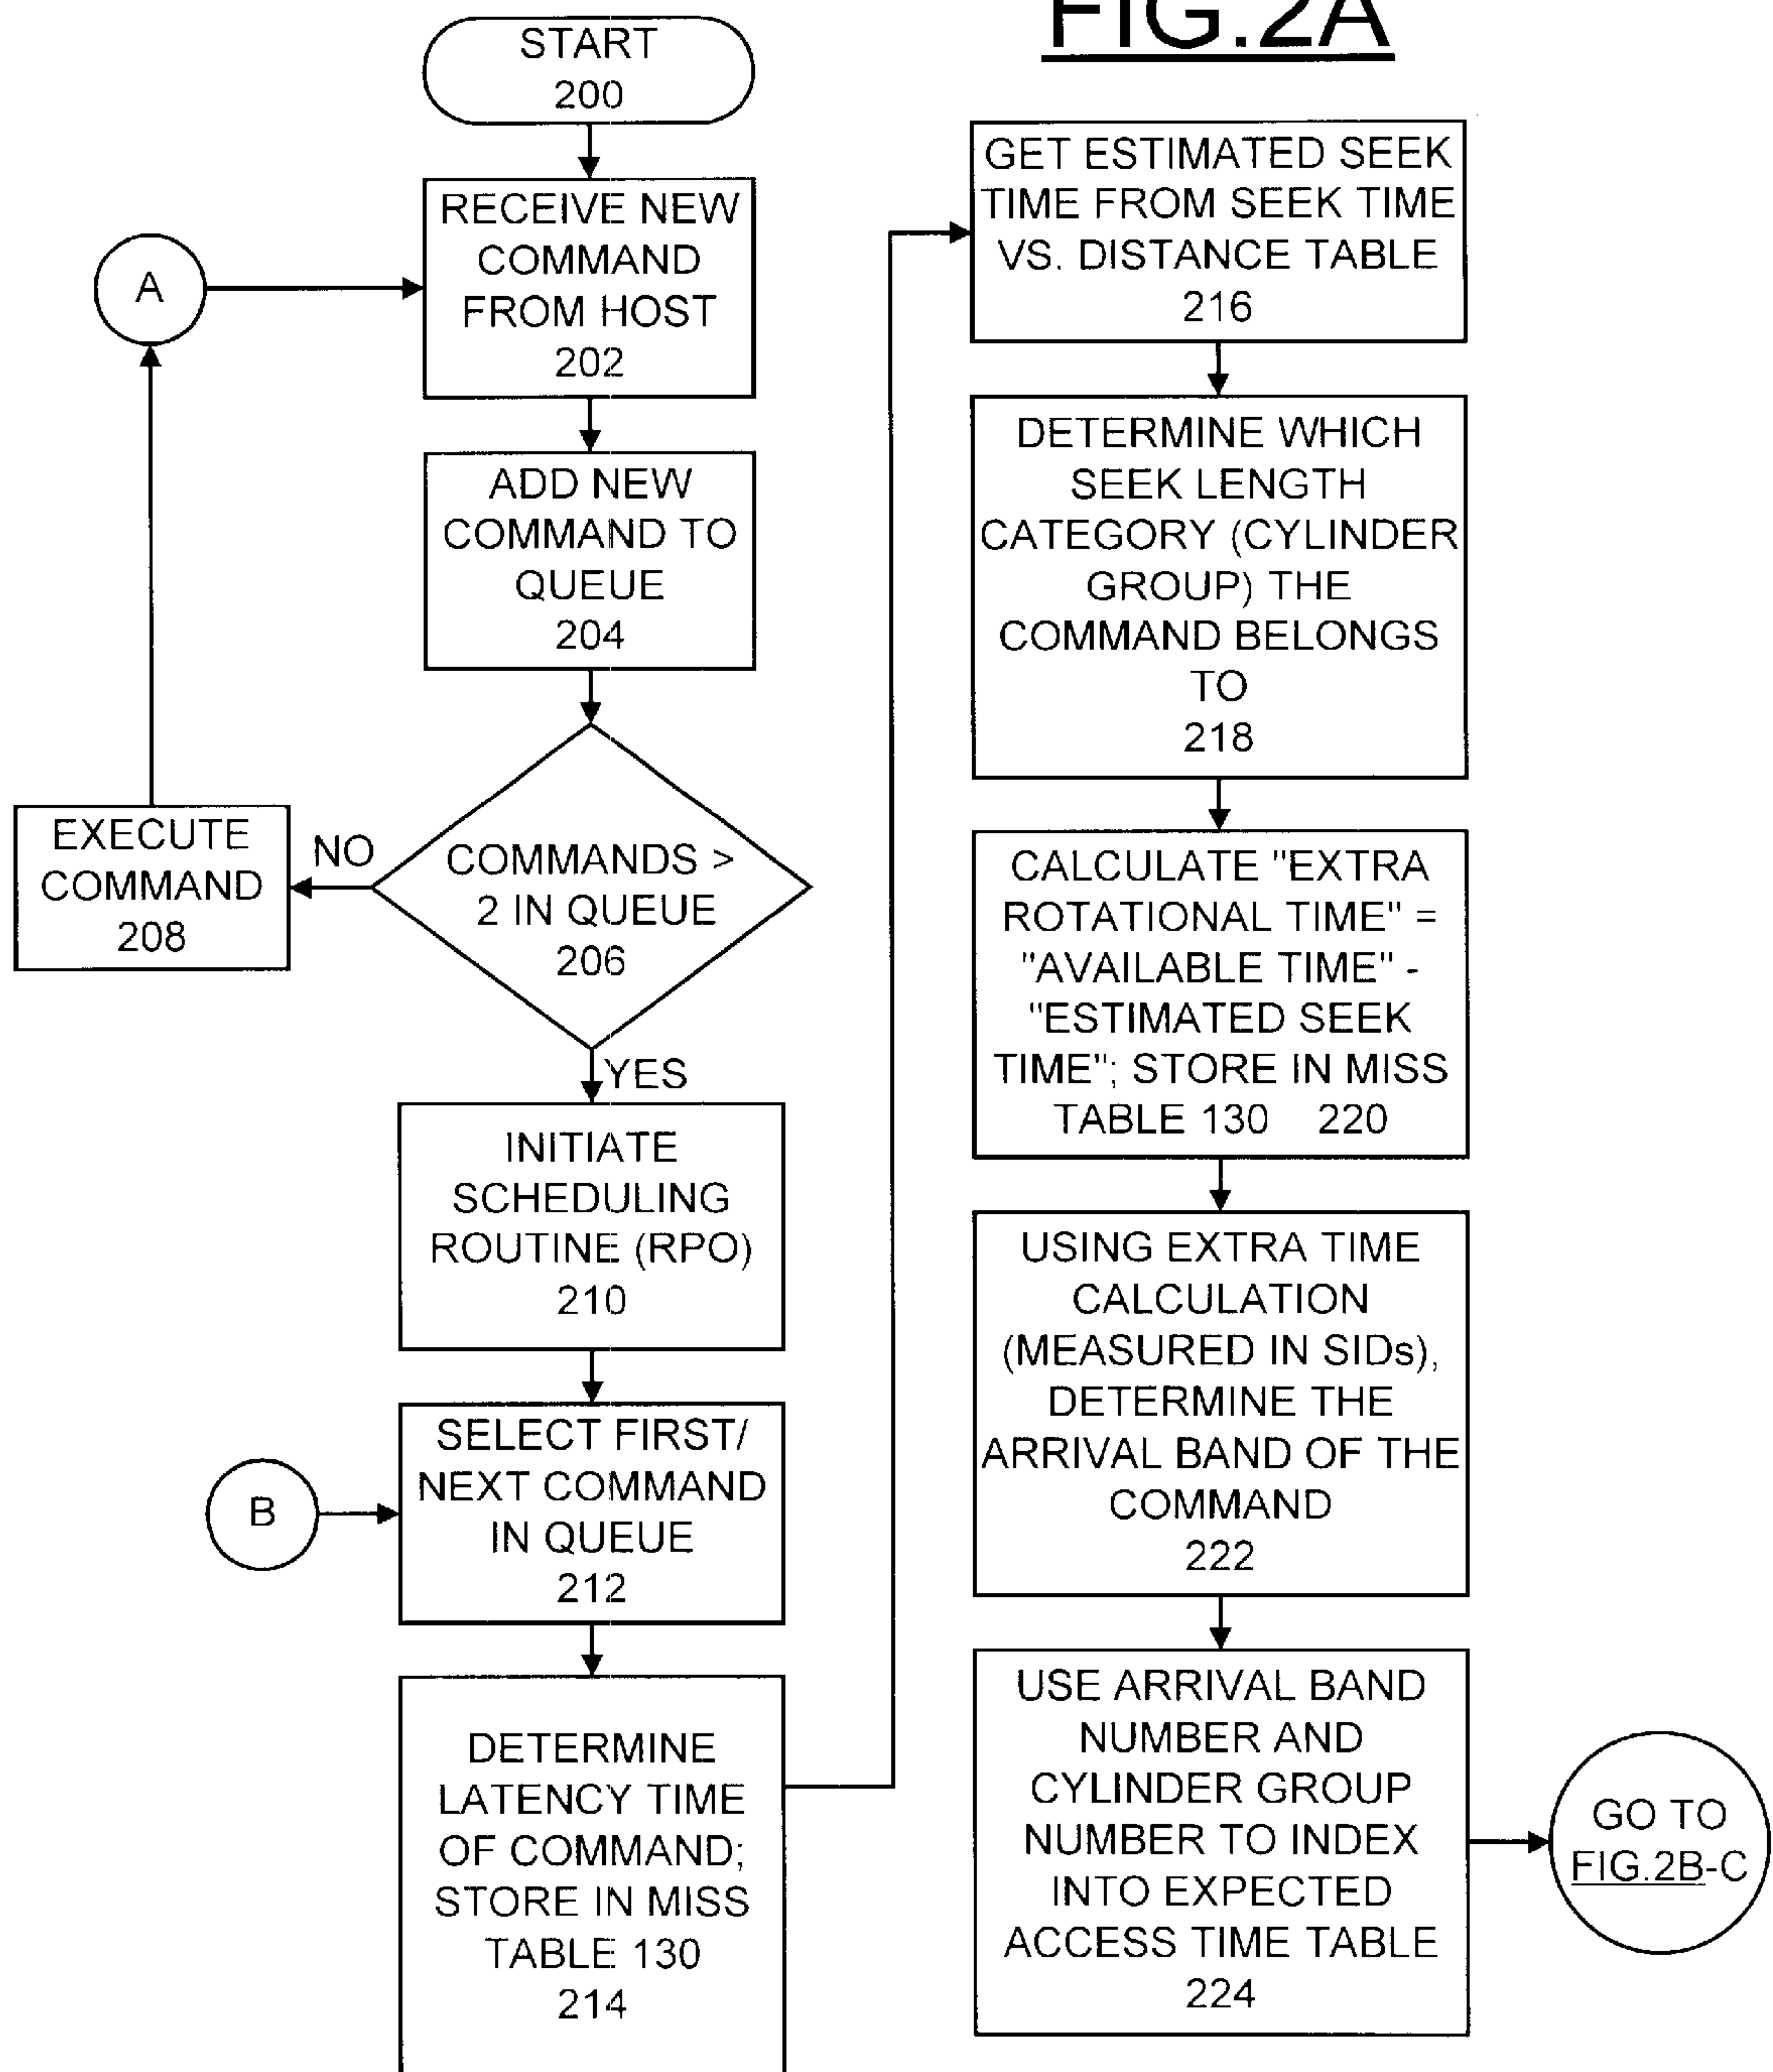 FIG.2A
START
200
RECEIVE NEW
COMMAND
FROM HOST
202
A
ADD NEW
COMMAND TO
QUEUE
204
COMMANDS >
2 IN QUEUE
206
NO
EXECUTE
COMMAND
208
YES
INITIATE
SCHEDULING
ROUTINE (RPO)
210
B
SELECT FIRST/
NEXT COMMAND
IN QUEUE
212
DETERMINE
LATENCY TIME
OF COMMAND;
STORE IN MISS
TABLE 130
214
GET ESTIMATED SEEK
TIME FROM SEEK TIME
VS. DISTANCE TABLE
216
DETERMINE WHICH
SEEK LENGTH
CATEGORY (CYLINDER
GROUP) THE
COMMAND BELONGS
TO
218
CALCULATE "EXTRA
ROTATIONAL TIME" =
"AVAILABLE TIME" -
"ESTIMATED SEEK
TIME"; STORE IN MISS
TABLE 130 220
USING EXTRA TIME
CALCULATION
(MEASURED IN SIDs),
DETERMINE THE
ARRIVAL BAND OF THE
COMMAND
222
USE ARRIVAL BAND
NUMBER AND
CYLINDER GROUP
NUMBER TO INDEX
INTO EXPECTED
ACCESS TIME TABLE
224
GO TO
FIG.2B-C